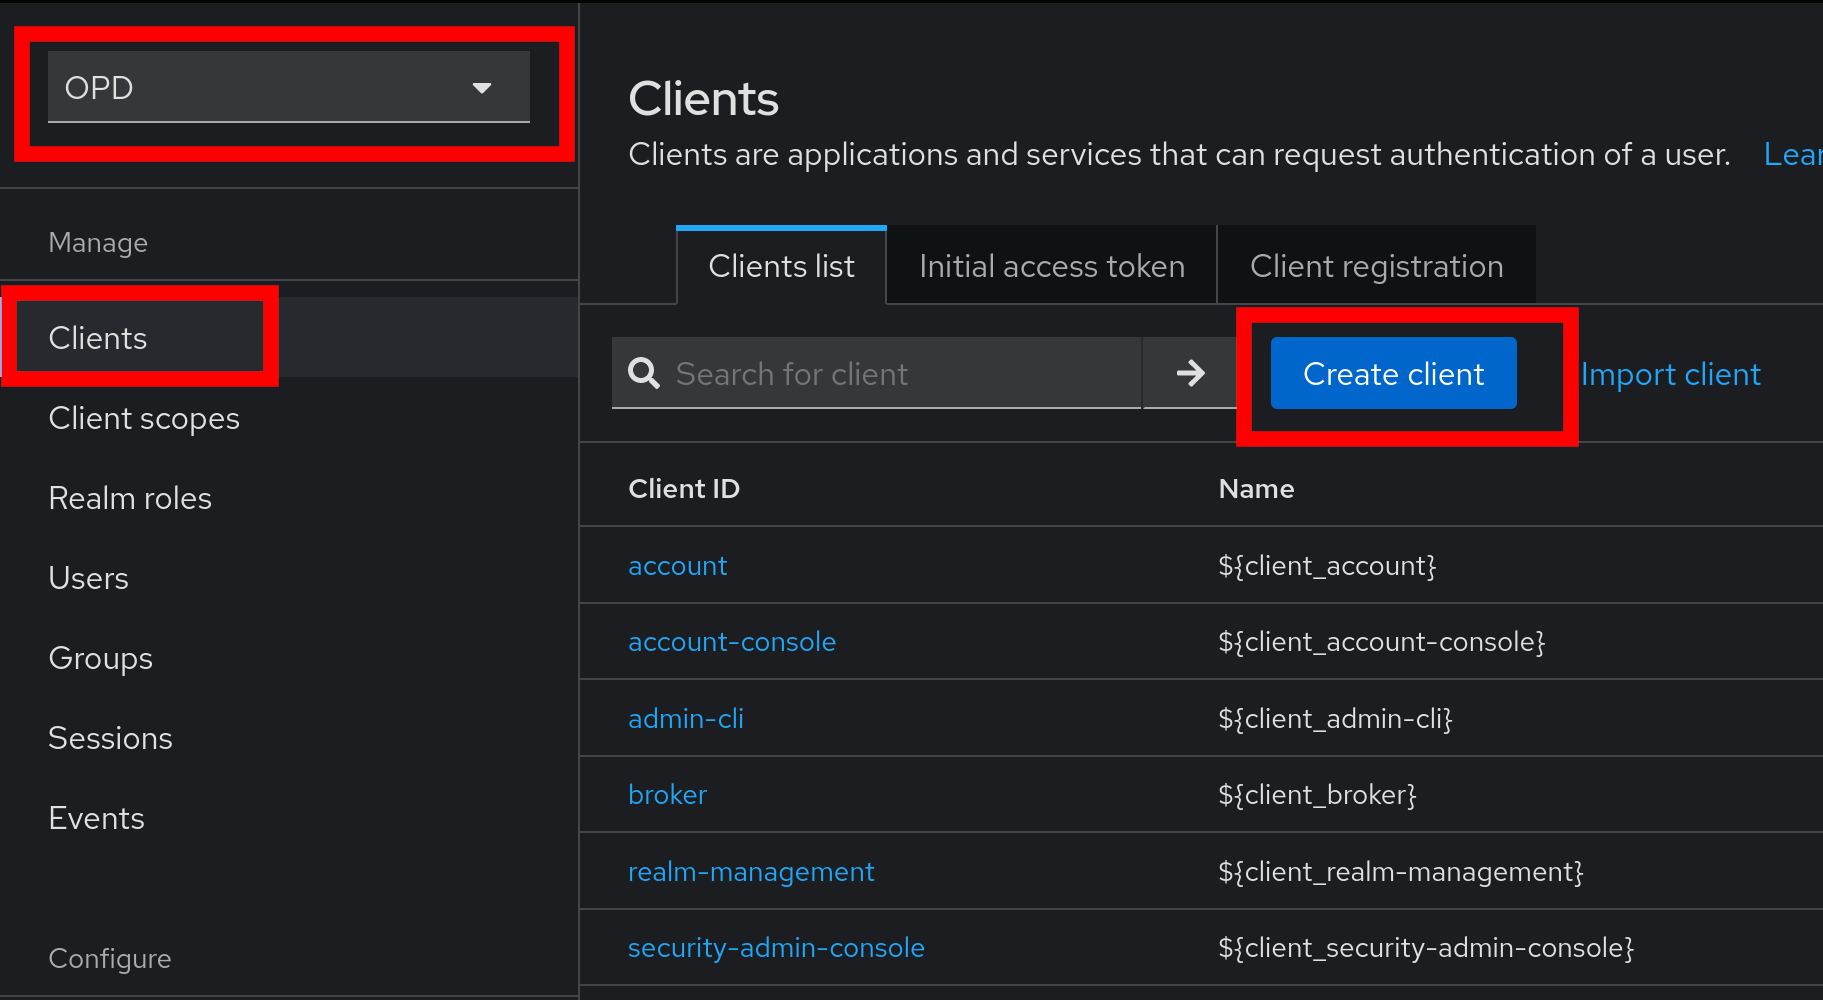 OPD
Manage
Clients
Client scopes
Realm roles
Users
Groups
Sessions
Events
Configure
Clients
Clients are applications and services that can request authentication of a user. Lear
Clients list Initial access token Client registration
Search for client Create client Import client
Client ID Name
account ${client_account}
account-console ${client_account-console}
admin-cli ${client_admin-cli}
broker ${client_broker}
realm-management ${client_realm-management}
security-admin-console ${client_security-admin-console}